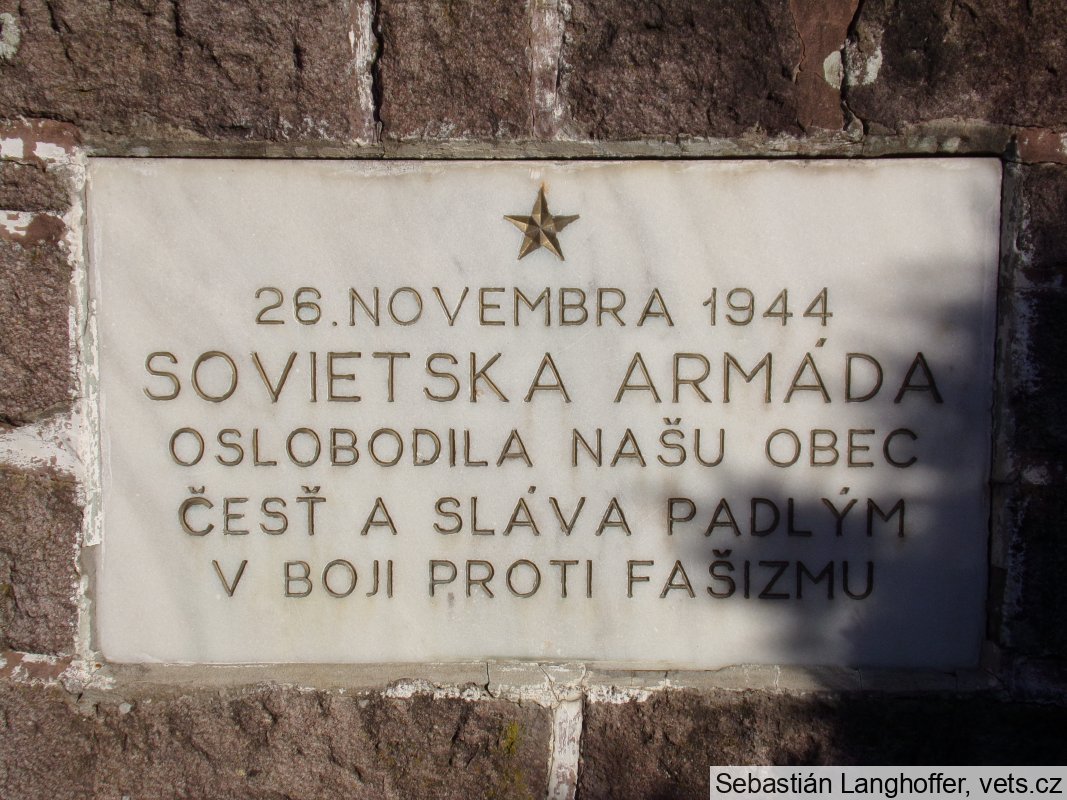 26. NOVEMBRA 1944
SOVIETSKA ARMÁDA
OSLOBODILA NAŠU OBEC
ČESŤ A SLÁVA PADLÝM
V BOJI PROTI FAŠIZMU
Sebastián Langhoffer, vets.cz